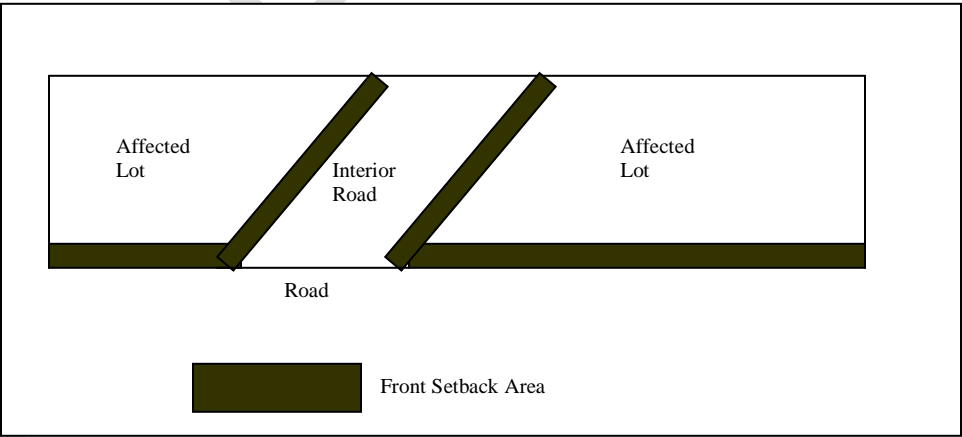 Affected
Lot
Interior
Road
Affected
Lot
Road
Front Setback Area